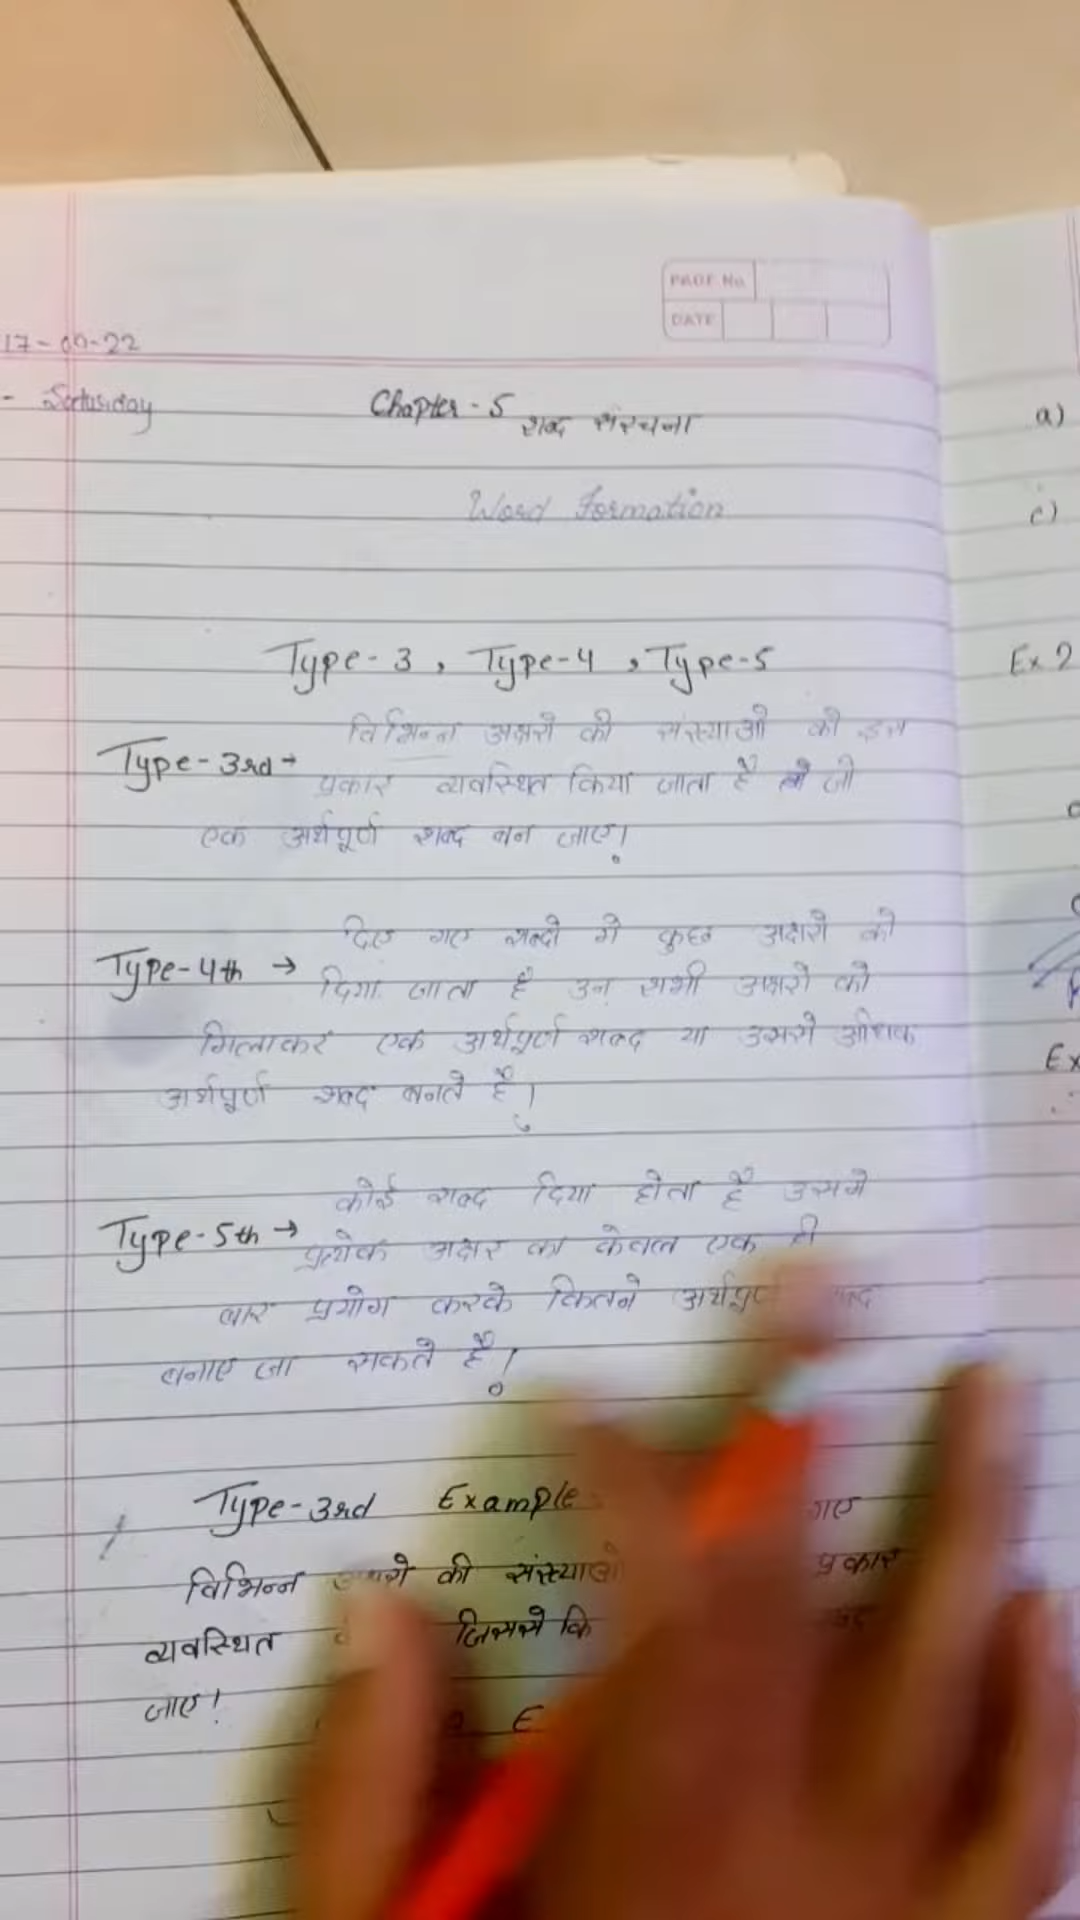 PAGE No.
DATE
17-09-22
- Saturday
Chapter - 5 शब्द संरचना
Word Formation
Type-3, Type-4, Type-5
विभिन्न अक्षरो की संख्याओ को इस
Type-3rd → प्रकार व्यवस्थित किया जाता है जो
एक अर्थपूर्ण शब्द बन जाए!
दिए गए शब्दो मे कुछ अक्षरो को
Type-4th → दिया जाता है उन सभी अक्षरो को
मिलाकर एक अर्थपूर्ण शब्द या उससे अधिक
अर्थपूर्ण शब्द बनते है!
कोई शब्द दिया होता है उसमे
Type-5th → प्रत्येक अक्षर का केवल एक ही
बार प्रयोग करके कितने अर्थपूर्ण
बनाए जा सकते है!
Type-3rd Example गए
विभिन्न की संख्याओ प्रकार
व्यवस्थित जिससे कि
जाए!
E
a)
c)
Ex 2
Ex